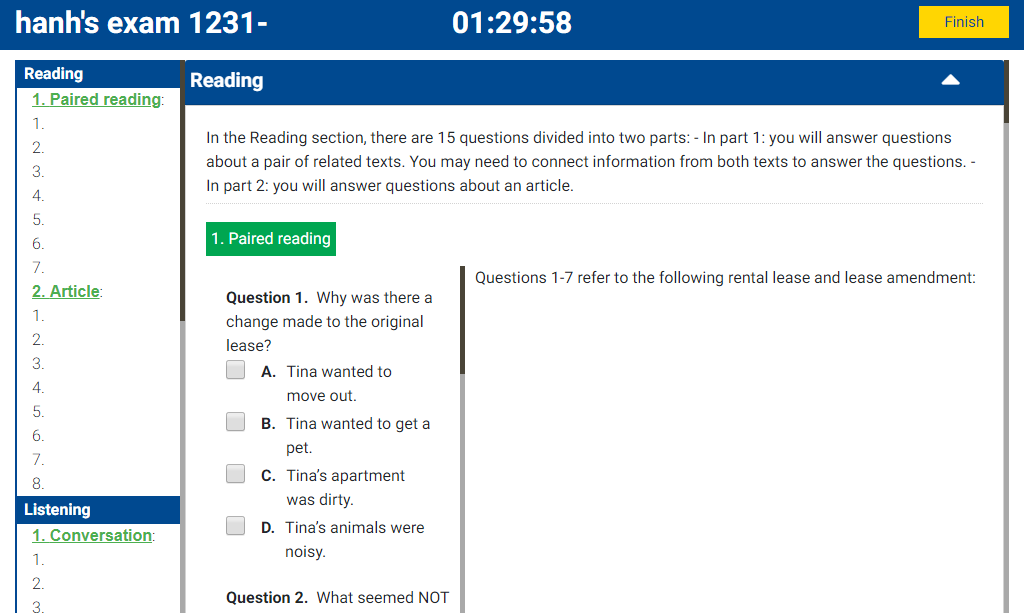 hanh's exam 1231-
01:29:58
Finish
Reading
1. Paired reading:
1.
2.
3.
4.
5.
6.
7.
2. Article:
1.
2.
3.
4.
5.
6.
7.
8.
Listening
1. Conversation:
1.
2.
3.
Reading
In the Reading section, there are 15 questions divided into two parts: - In part 1: you will answer questions
about a pair of related texts. You may need to connect information from both texts to answer the questions. -
In part 2: you will answer questions about an article.
1. Paired reading
Question 1. Why was there a
change made to the original
lease?
A. Tina wanted to
move out.
B. Tina wanted to get a
pet.
C. Tina's apartment
was dirty.
D. Tina's animals were
noisy.
Question 2. What seemed NOT
Questions 1-7 refer to the following rental lease and lease amendment: